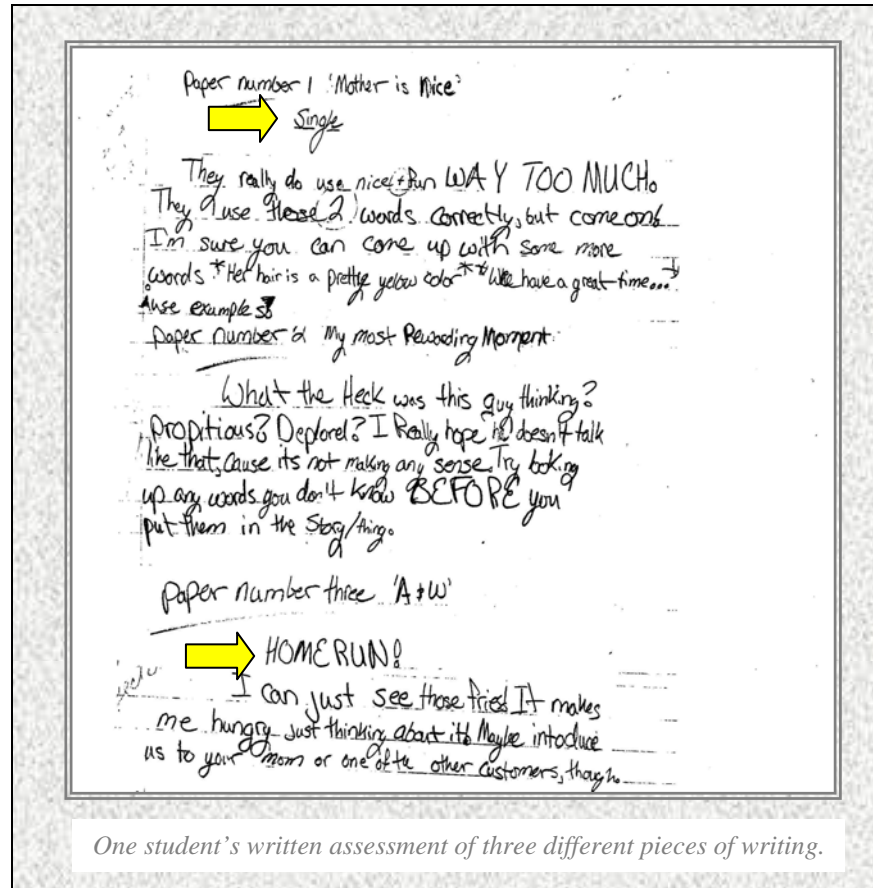 Paper number 1 'Mother is Nice'
Single
They really do use nice + fun WAY TOO MUCH.
They use these 2 words correctly, but come on!
I'm sure you can come up with some more
words *Her hair is a pretty yelow color* *We have a great time...*
use examples
paper number 2 My most Rewarding Moment
What the Heck was this guy thinking?
Propitious? Deplored? I Really hope he doesn't talk
like that, cause its not making any sense. Try looking
up any words you don't know BEFORE you
put them in the Story/thing.
paper number three 'A & W'
HOMERUN!
I can just see those fries! It makes
me hungry just thinking about it! Maybe intoduce
us to your mom or one of the other customers, though.
One student's written assessment of three different pieces of writing.